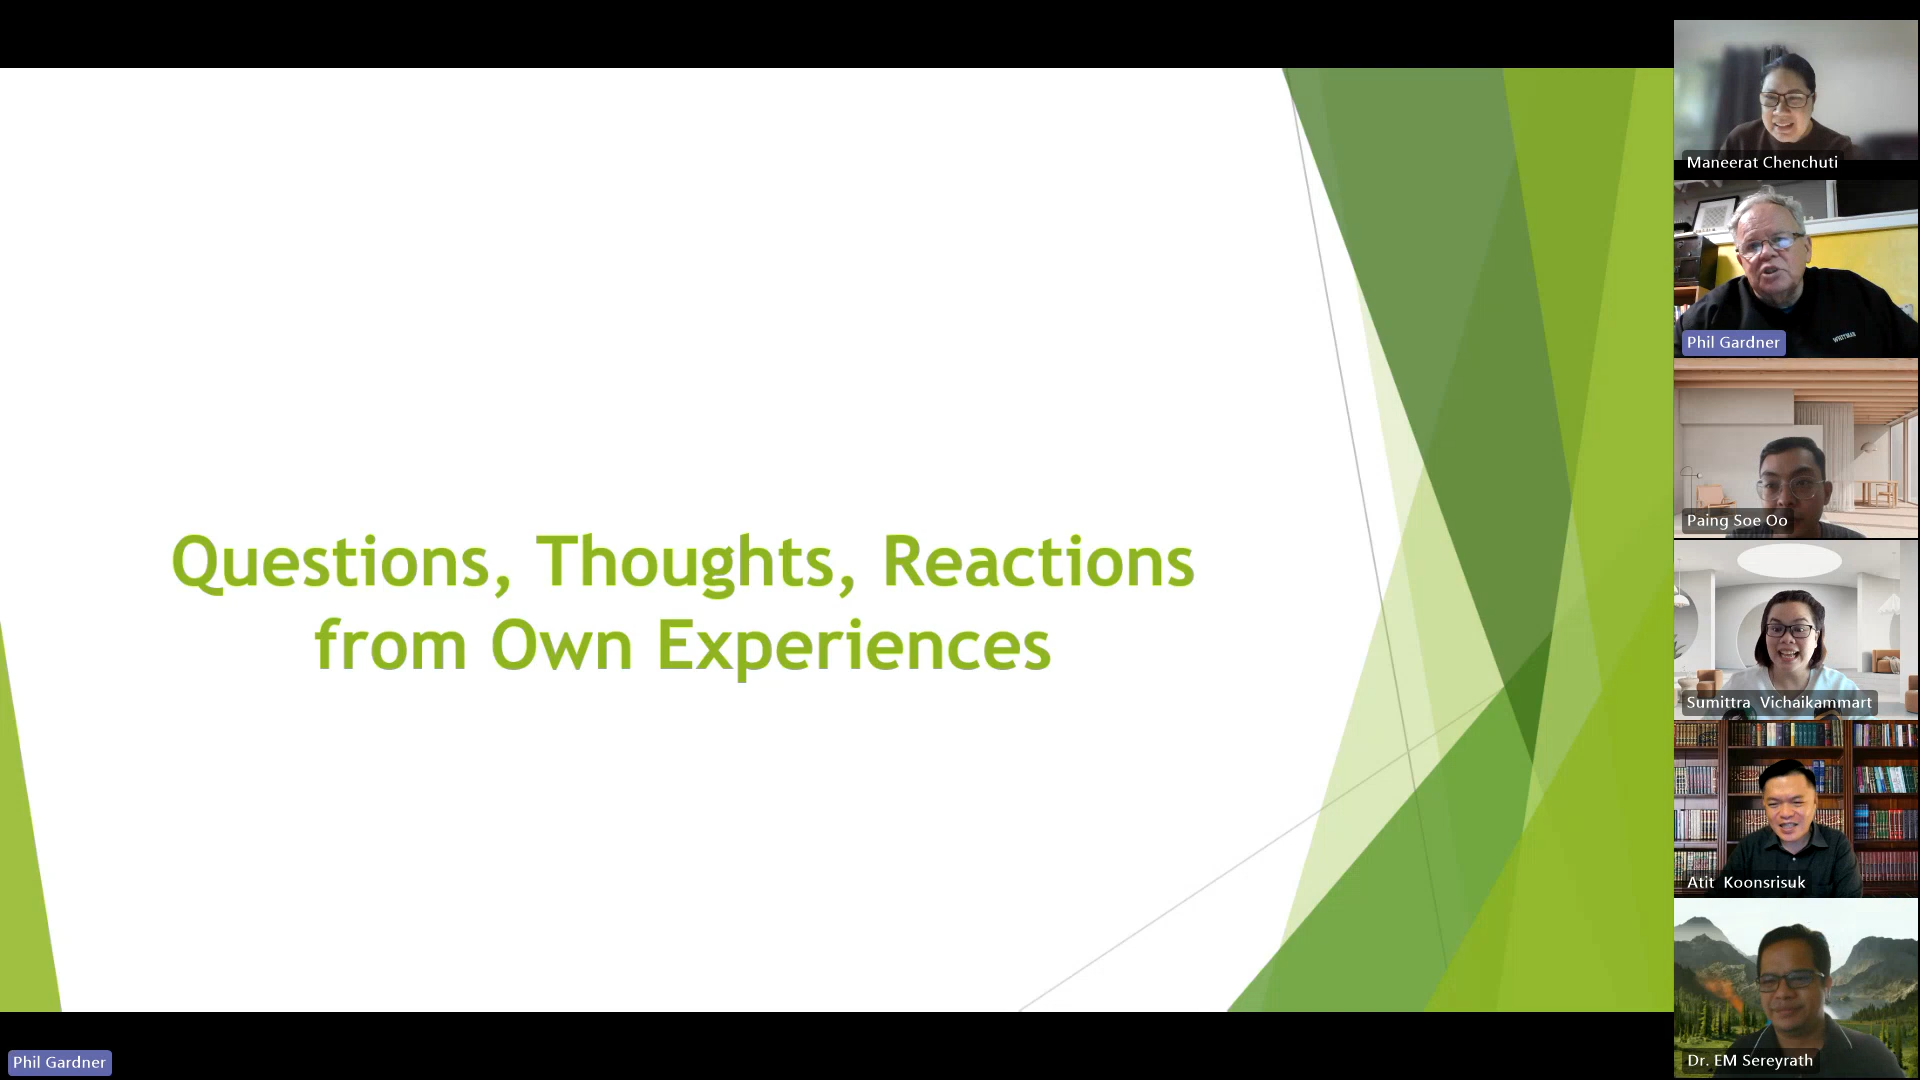 Questions, Thoughts, Reactions
from Own Experiences
Phil Gardner
Maneerat Chenchuti
Phil Gardner
WHITMAN
Paing Soe Oo
Sumittra Vichaikammart
Atit Koonsrisuk
Dr. EM Sereyrath